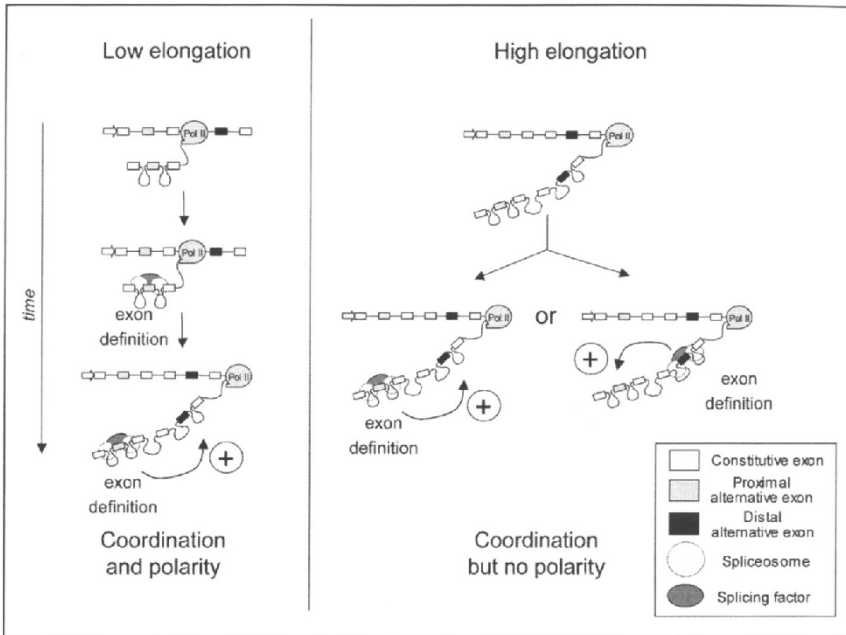 Low elongation
Pol II
time
Pol II
exon
definition
Pol II
+
exon
definition
Coordination
and polarity
High elongation
Pol II
Pol II
or
Pol II
+
+
exon
definition
exon
definition
Coordination
but no polarity
Constitutive exon
Proximal
alternative exon
Distal
alternative exon
Spliceosome
Splicing factor